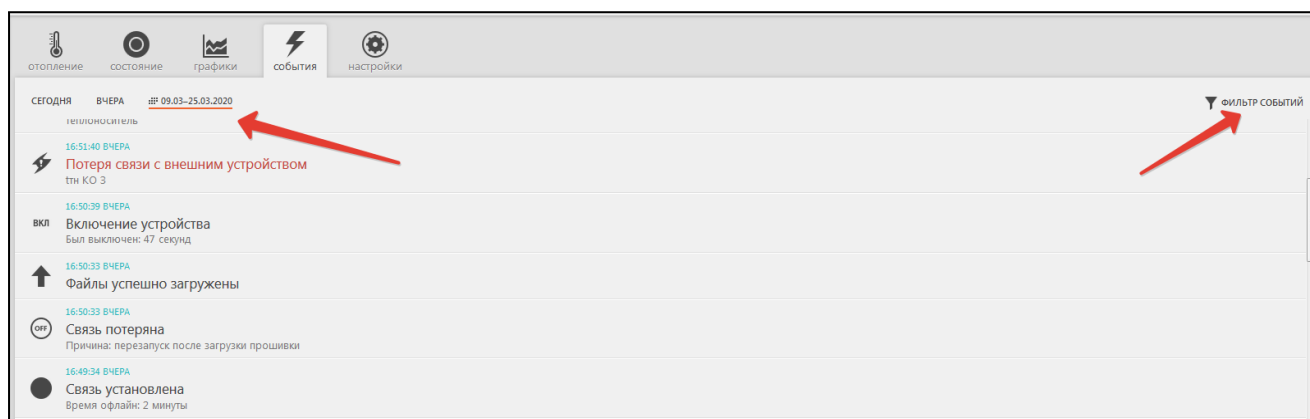 отопление состояние графики события настройки
СЕГОДНЯ ВЧЕРА 09.03–25.03.2020 ФИЛЬТР СОБЫТИЙ
теплоноситель
16:51:40 ВЧЕРА
Потеря связи с внешним устройством
tтн КО 3
16:50:39 ВЧЕРА
ВКЛ Включение устройства
Был выключен: 47 секунд
16:50:33 ВЧЕРА
Файлы успешно загружены
16:50:33 ВЧЕРА
OFF Связь потеряна
Причина: перезапуск после загрузки прошивки
16:49:34 ВЧЕРА
Связь установлена
Время офлайн: 2 минуты